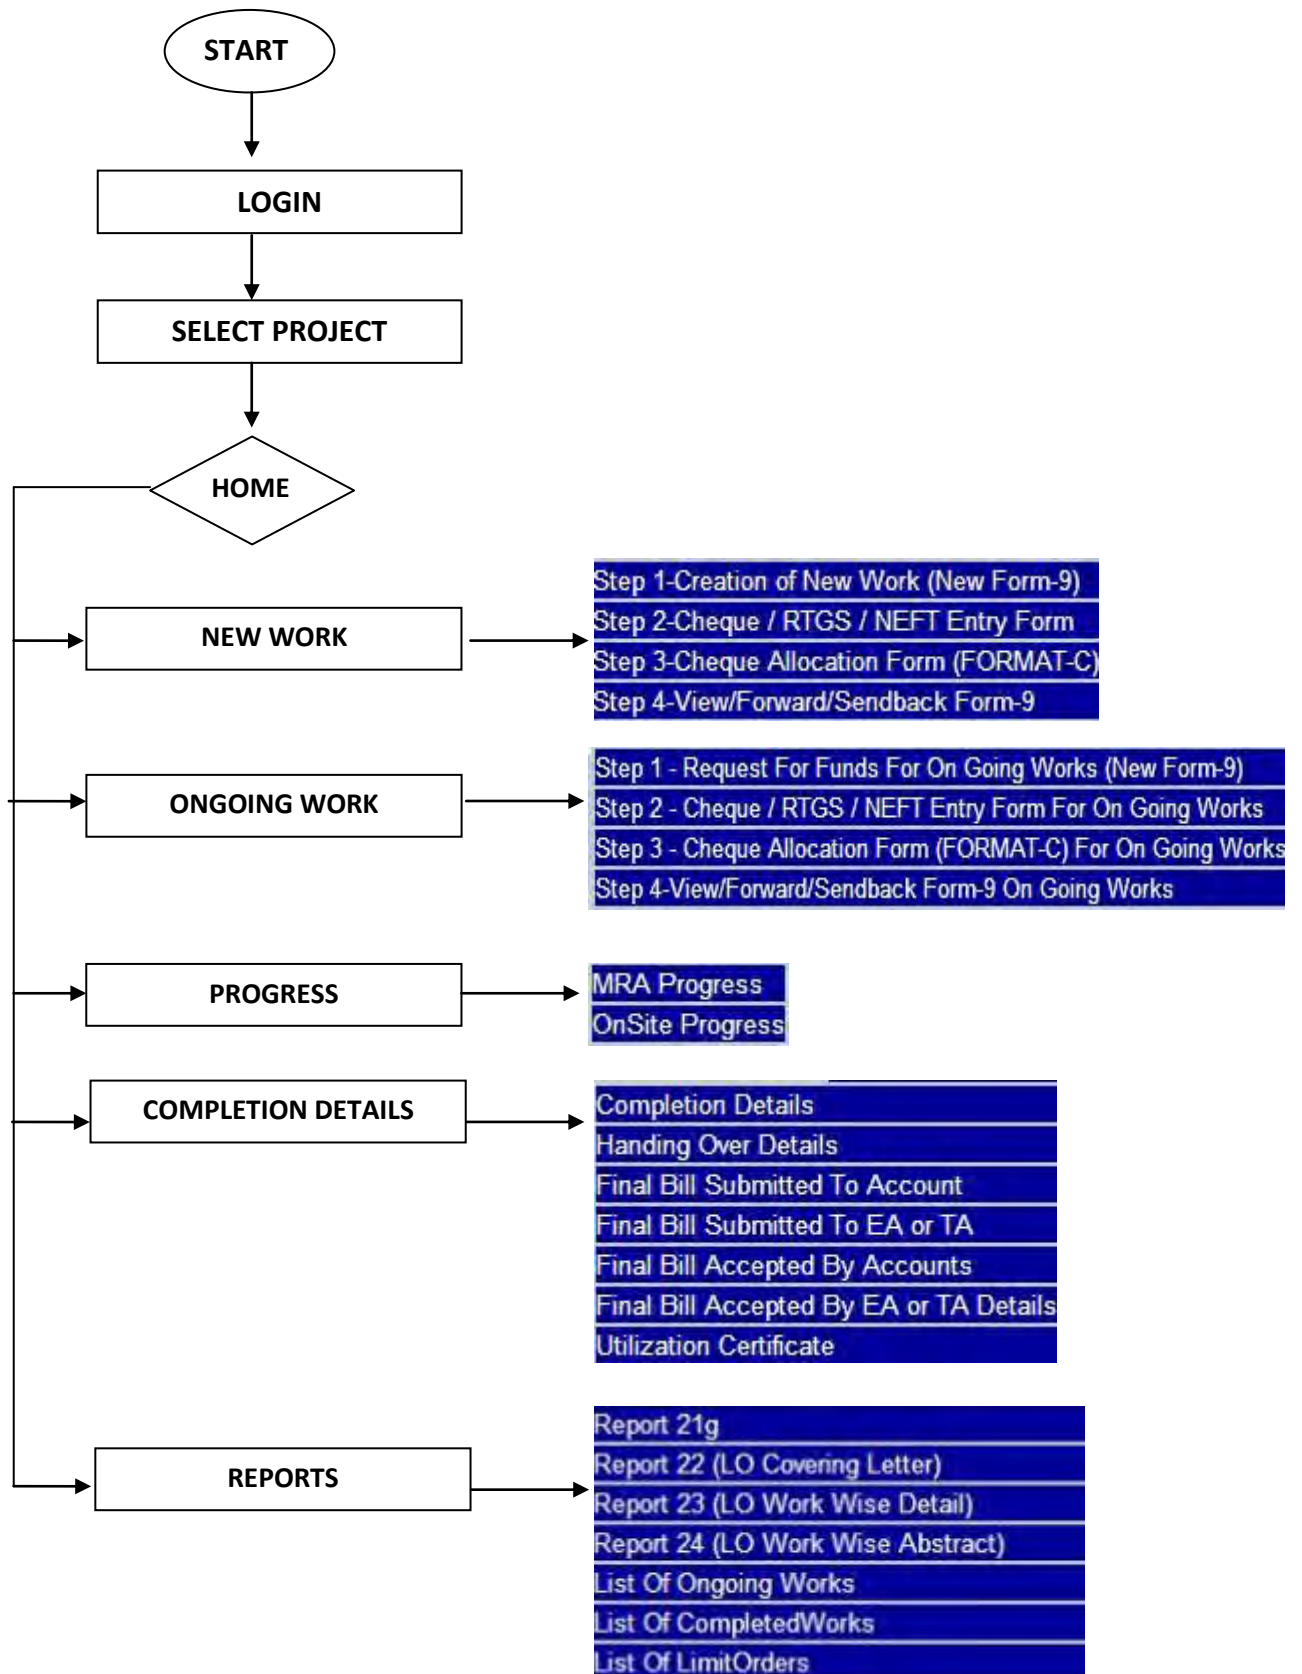 START
LOGIN
SELECT PROJECT
HOME
NEW WORK
Step 1-Creation of New Work (New Form-9)
Step 2-Cheque / RTGS / NEFT Entry Form
Step 3-Cheque Allocation Form (FORMAT-C)
Step 4-View/Forward/Sendback Form-9
ONGOING WORK
Step 1 - Request For Funds For On Going Works (New Form-9)
Step 2 - Cheque / RTGS / NEFT Entry Form For On Going Works
Step 3 - Cheque Allocation Form (FORMAT-C) For On Going Works
Step 4-View/Forward/Sendback Form-9 On Going Works
PROGRESS
MRA Progress
OnSite Progress
COMPLETION DETAILS
Completion Details
Handing Over Details
Final Bill Submitted To Account
Final Bill Submitted To EA or TA
Final Bill Accepted By Accounts
Final Bill Accepted By EA or TA Details
Utilization Certificate
REPORTS
Report 21g
Report 22 (LO Covering Letter)
Report 23 (LO Work Wise Detail)
Report 24 (LO Work Wise Abstract)
List Of Ongoing Works
List Of CompletedWorks
List Of LimitOrders